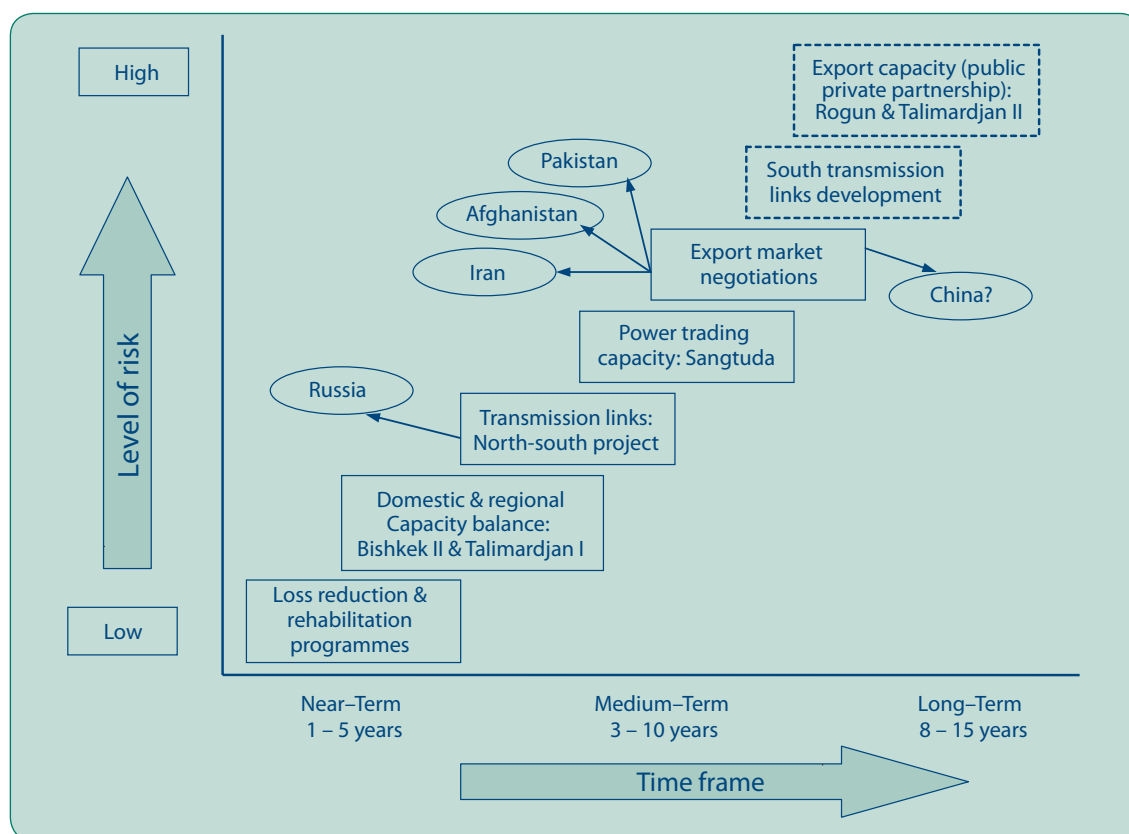 High
Export capacity (public
private partnership):
Rogun & Talimardjan II
Pakistan
South transmission
links development
Afghanistan
Export market
negotiations
Iran
China?
Power trading
capacity: Sangtuda
Level of risk
Russia
Transmission links:
North-south project
Domestic & regional
Capacity balance:
Bishkek II & Talimardjan I
Loss reduction &
rehabilitation
programmes
Low
Near–Term
1 – 5 years
Medium–Term
3 – 10 years
Long–Term
8 – 15 years
Time frame